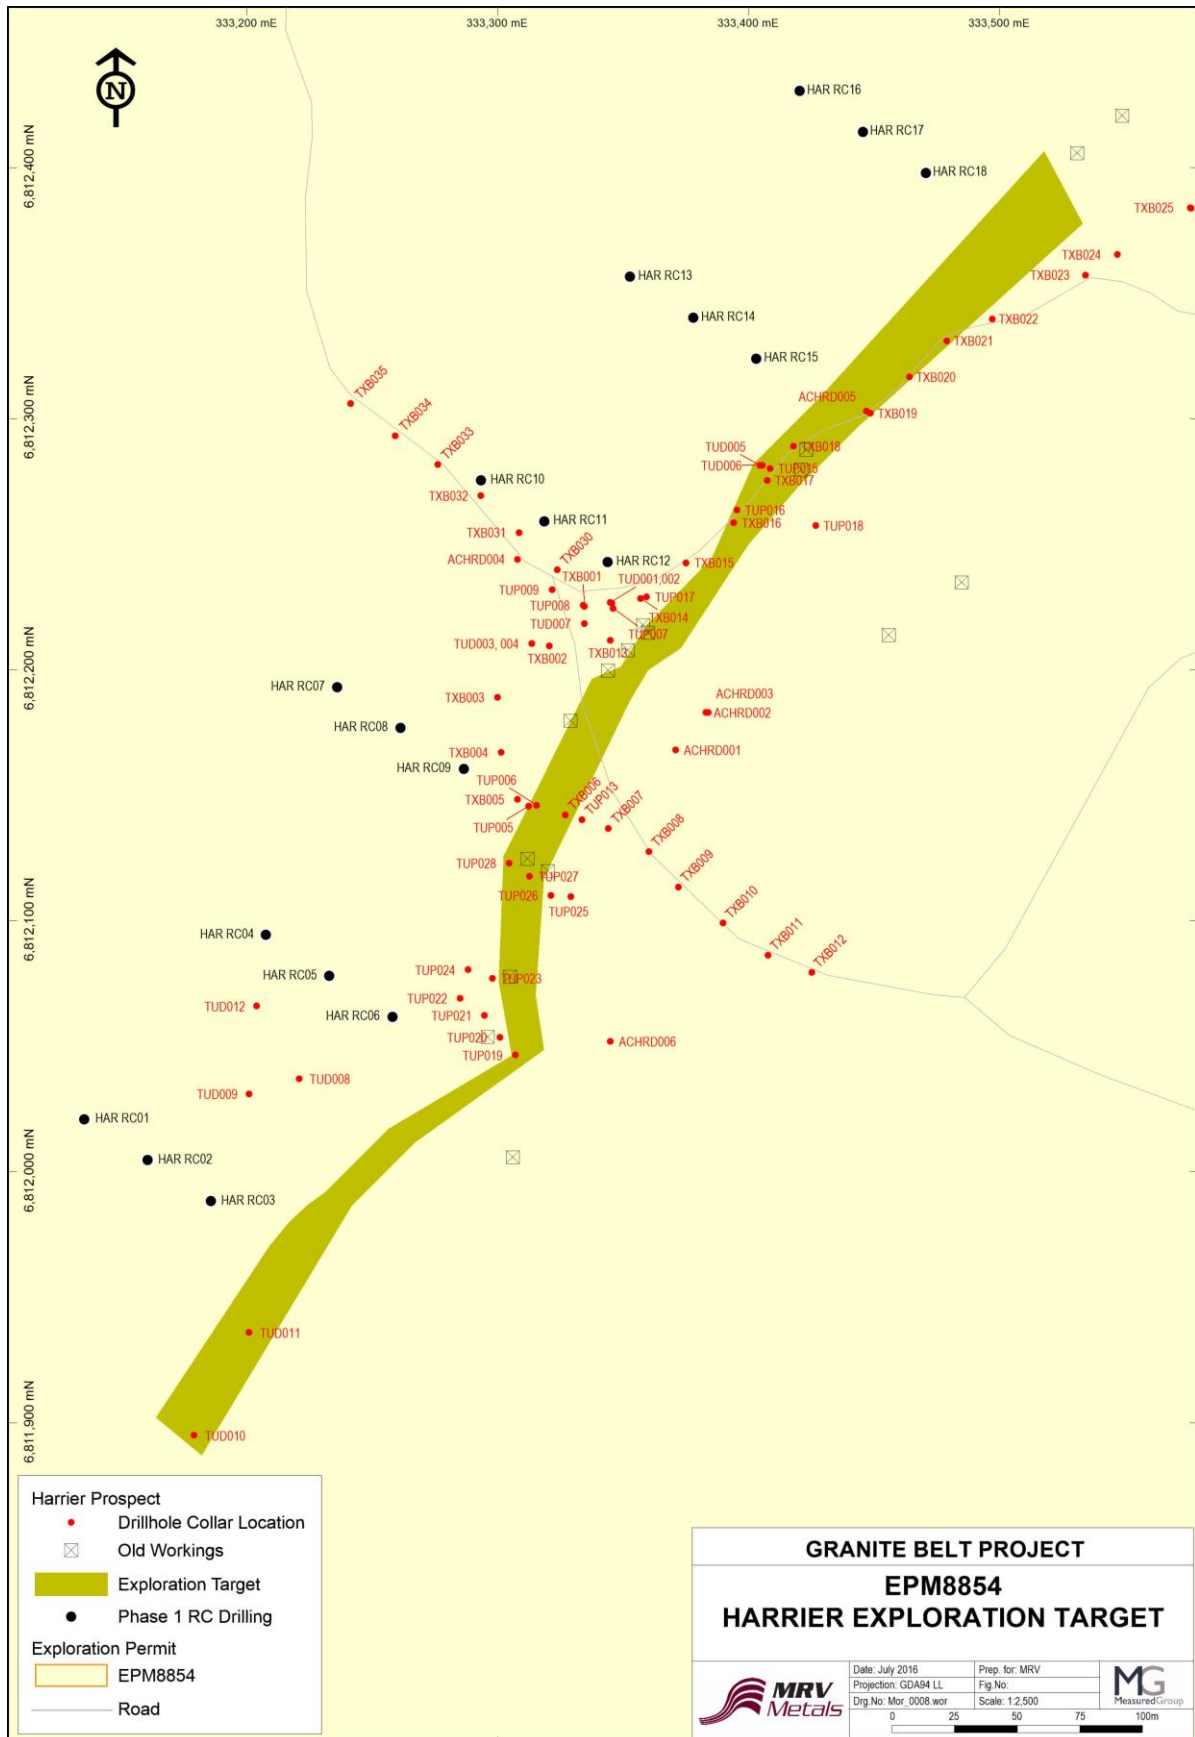 333,200 mE
333,300 mE
333,400 mE
333,500 mE
N
HAR RC16
HAR RC17
6,812,400 mN
HAR RC18
TXB025
TXB024
HAR RC13
TXB023
HAR RC14
TXB022
TXB021
HAR RC15
TXB020
TXB035
ACHRD005
6,812,300 mN
TXB019
TXB034
TXB033
TUD005
TXB018
TUD006
TUP015
HAR RC10
TXB017
TXB032
TUP016
HAR RC11
TXB016
TUP018
TXB031
TXB030
ACHRD004
HAR RC12
TXB015
TXB001
TUD001,002
TUP009
TUP017
TUP008
TXB014
TUD007
TUP007
TUD003, 004
TXB002
TXB013
6,812,200 mN
HAR RC07
TXB003
ACHRD003
ACHRD002
HAR RC08
TXB004
ACHRD001
HAR RC09
TUP006
TXB005
TXB006
TUP013
TXB007
TUP005
TXB008
TUP028
TUP027
TXB009
TUP026
TUP025
TXB010
6,812,100 mN
HAR RC04
TXB011
TXB012
TUP024
HAR RC05
TUP023
TUP022
TUD012
HAR RC06
TUP021
TUP020
ACHRD006
TUP019
TUD008
TUD009
HAR RC01
HAR RC02
6,812,000 mN
HAR RC03
TUD011
6,811,900 mN
TUD010
Harrier Prospect
Drillhole Collar Location
Old Workings
Exploration Target
Phase 1 RC Drilling
Exploration Permit
EPM8854
Road
GRANITE BELT PROJECT
EPM8854
HARRIER EXPLORATION TARGET
MRV
Metals
Date: July 2016
Prep. for: MRV
Projection: GDA94 LL
Fig.No:
Drg.No: Mor_0008.wor
Scale: 1:2,500
0 25 50 75 100m
MG
MeasuredGroup